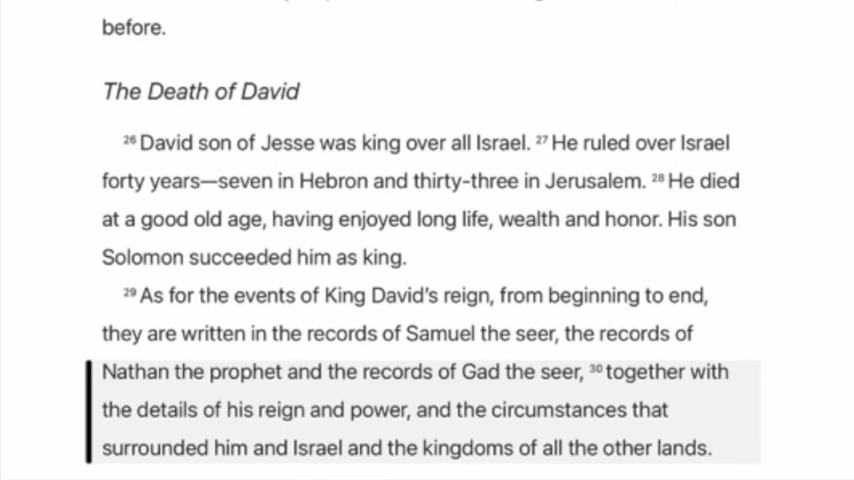 before.
The Death of David
26 David son of Jesse was king over all Israel. 27 He ruled over Israel
forty years—seven in Hebron and thirty-three in Jerusalem. 28 He died
at a good old age, having enjoyed long life, wealth and honor. His son
Solomon succeeded him as king.
29 As for the events of King David’s reign, from beginning to end,
they are written in the records of Samuel the seer, the records of
Nathan the prophet and the records of Gad the seer, 30 together with
the details of his reign and power, and the circumstances that
surrounded him and Israel and the kingdoms of all the other lands.